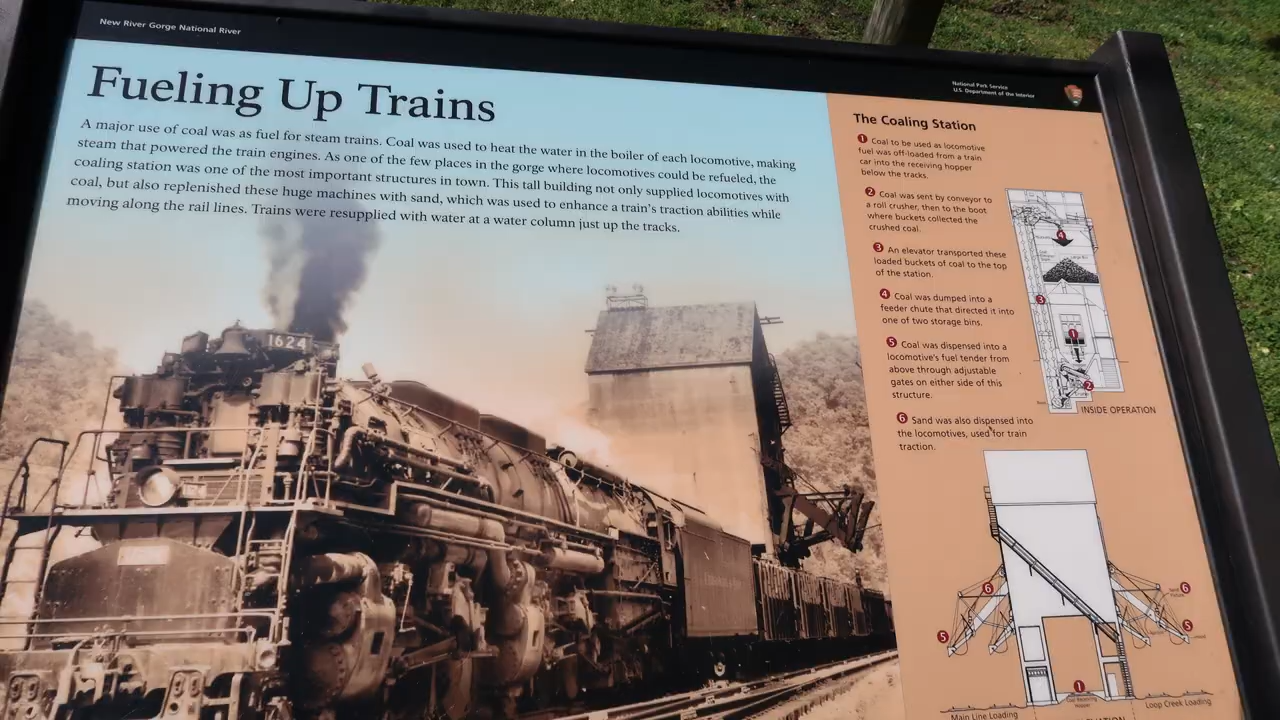 New River Gorge National River
National Park Service
U.S. Department of the Interior
Fueling Up Trains
A major use of coal was as fuel for steam trains. Coal was used to heat the water in the boiler of each locomotive, making
steam that powered the train engines. As one of the few places in the gorge where locomotives could be refueled, the
coaling station was one of the most important structures in town. This tall building not only supplied locomotives with
coal, but also replenished these huge machines with sand, which was used to enhance a train's traction abilities while
moving along the rail lines. Trains were resupplied with water at a water column just up the tracks.
1624
The Coaling Station
1 Coal to be used as locomotive
fuel was off-loaded from a train
car into the receiving hopper
below the tracks.
2 Coal was sent by conveyor to
a roll crusher, then to the boot
where buckets collected the
crushed coal.
3 An elevator transported these
loaded buckets of coal to the top
of the station.
4 Coal was dumped into a
feeder chute that directed it into
one of two storage bins.
5 Coal was dispensed into a
locomotive's fuel tender from
above through adjustable
gates on either side of this
structure.
6 Sand was also dispensed into
the locomotives, used for train
traction.
4
3
1
2
INSIDE OPERATION
6
6
5
5
1
Main Line Loading
Loop Creek Loading